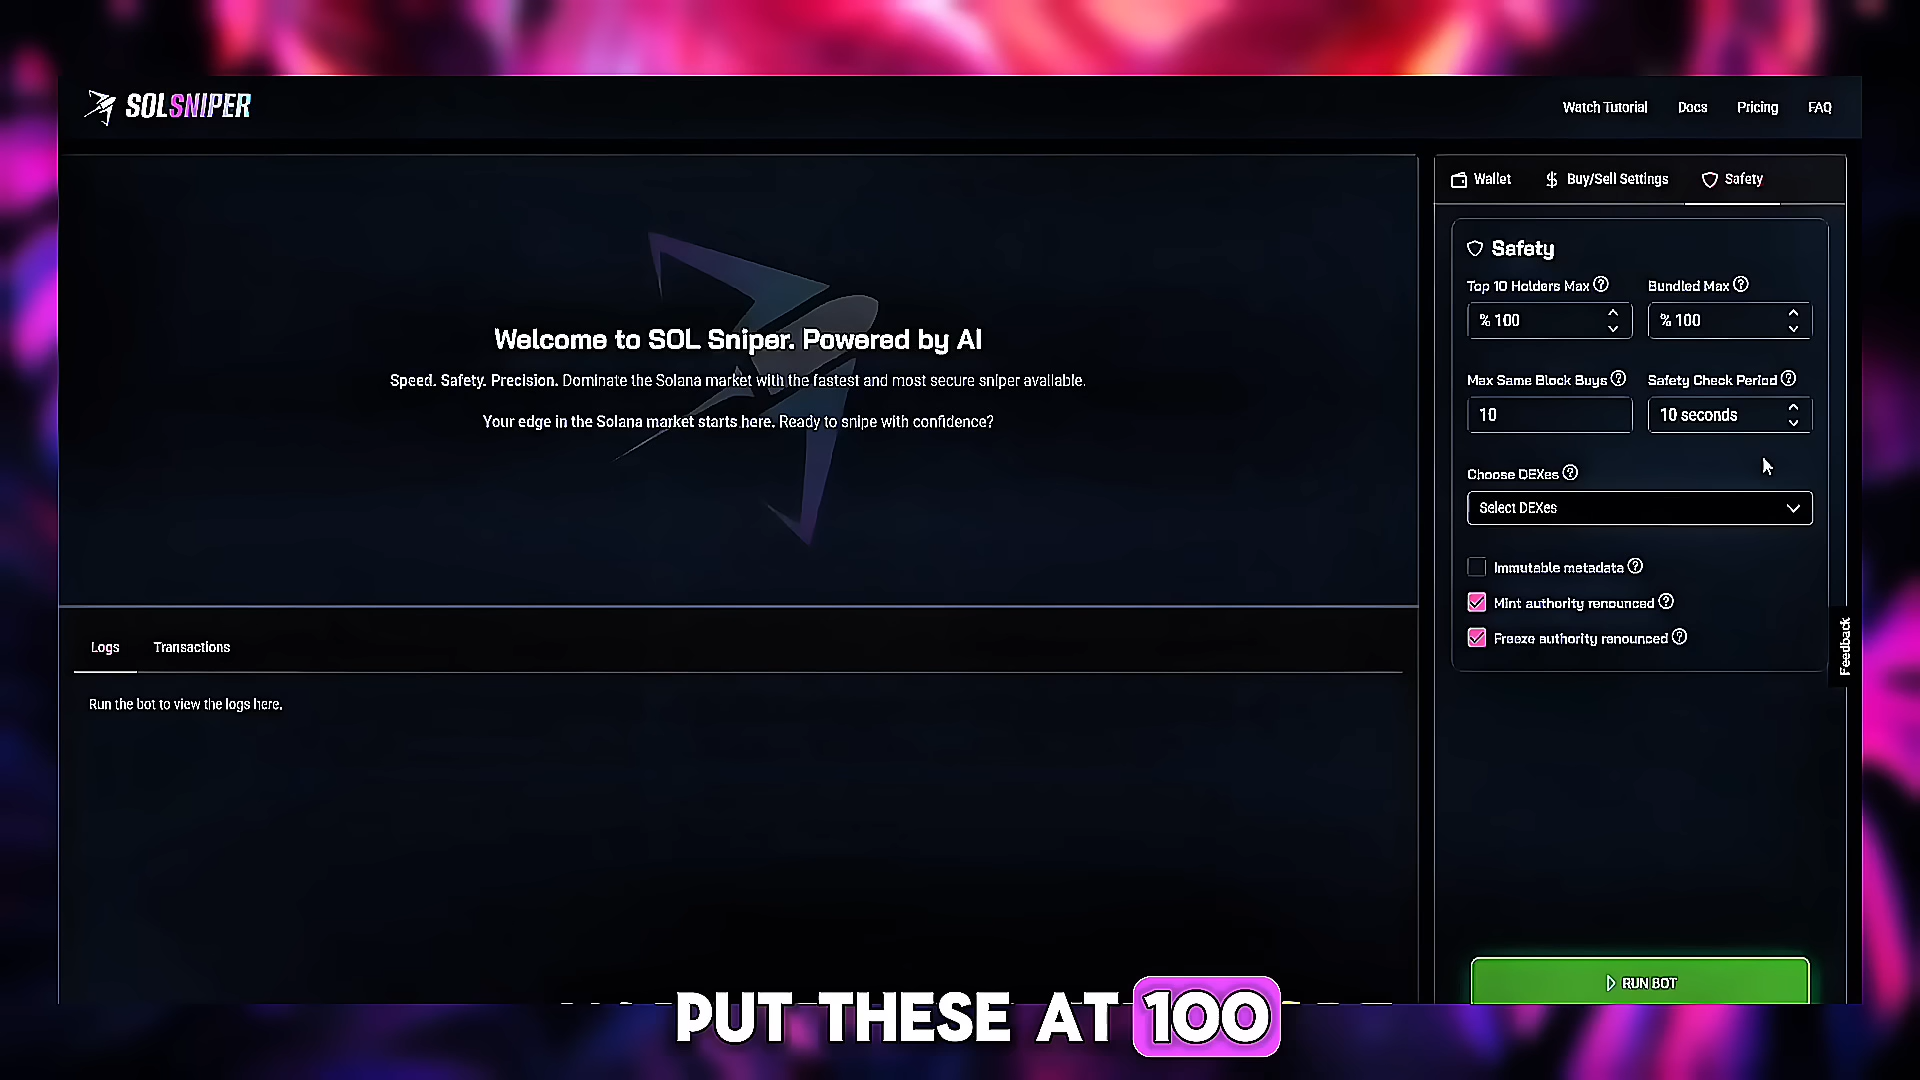 SOLSNIPER
Watch Tutorial
Docs
Pricing
FAQ
Wallet
Buy/Sell Settings
Safety
Welcome to SOL Sniper. Powered by AI
Speed. Safety. Precision. Dominate the Solana market with the fastest and most secure sniper available.
Your edge in the Solana market starts here. Ready to snipe with confidence?
Safety
Top 10 Holders Max
Bundled Max
% 100
% 100
Max Same Block Buys
Safety Check Period
10
10 seconds
Choose DEXes
Select DEXes
Immutable metadata
Mint authority renounced
Freeze authority renounced
Feedback
Logs
Transactions
Run the bot to view the logs here.
RUN BOT
PUT THESE AT 100